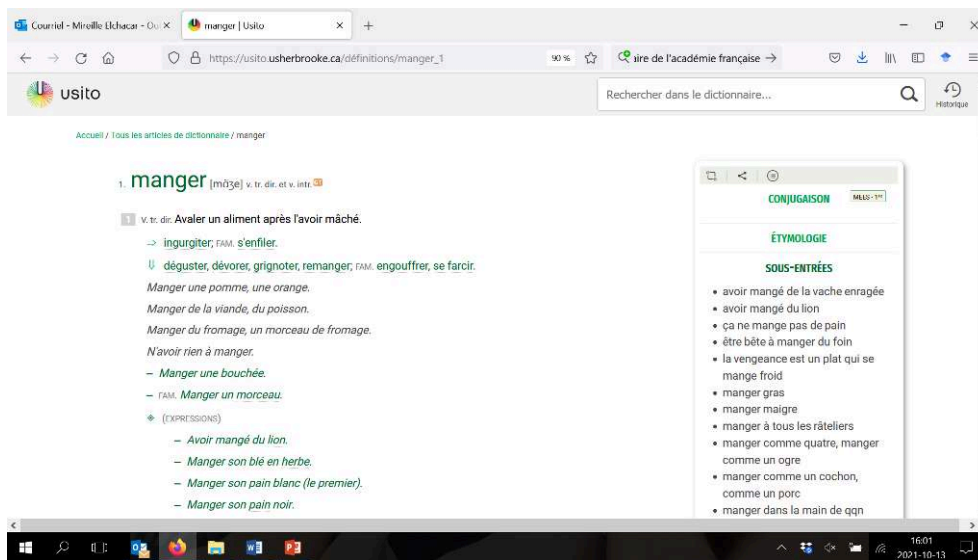 Courriel - Mireille Elchacar - Ou
manger | Usito
https://usito.usherbrooke.ca/définitions/manger_1
90 %
aire de l'académie française →
usito
Rechercher dans le dictionnaire...
Historique
Accueil / Tous les articles de dictionnaire / manger
1. manger [mɑ̃ʒe] v. tr. dir. et v. intr.
1 v. tr. dir. Avaler un aliment après l'avoir mâché.
⇒ ingurgiter; FAM. s'enfiler.
⇓ déguster, dévorer, grignoter, remanger; FAM. engouffrer, se farcir.
Manger une pomme, une orange.
Manger de la viande, du poisson.
Manger du fromage, un morceau de fromage.
N'avoir rien à manger.
– Manger une bouchée.
– FAM. Manger un morceau.
(EXPRESSIONS)
– Avoir mangé du lion.
– Manger son blé en herbe.
– Manger son pain blanc (le premier).
– Manger son pain noir.
CONJUGAISON
MEES - 1re
ÉTYMOLOGIE
SOUS-ENTRÉES
• avoir mangé de la vache enragée
• avoir mangé du lion
• ça ne mange pas de pain
• être bête à manger du foin
• la vengeance est un plat qui se
mange froid
• manger gras
• manger maigre
• manger à tous les râteliers
• manger comme quatre, manger
comme un ogre
• manger comme un cochon,
comme un porc
• manger dans la main de qqn
16:01
2021-10-13